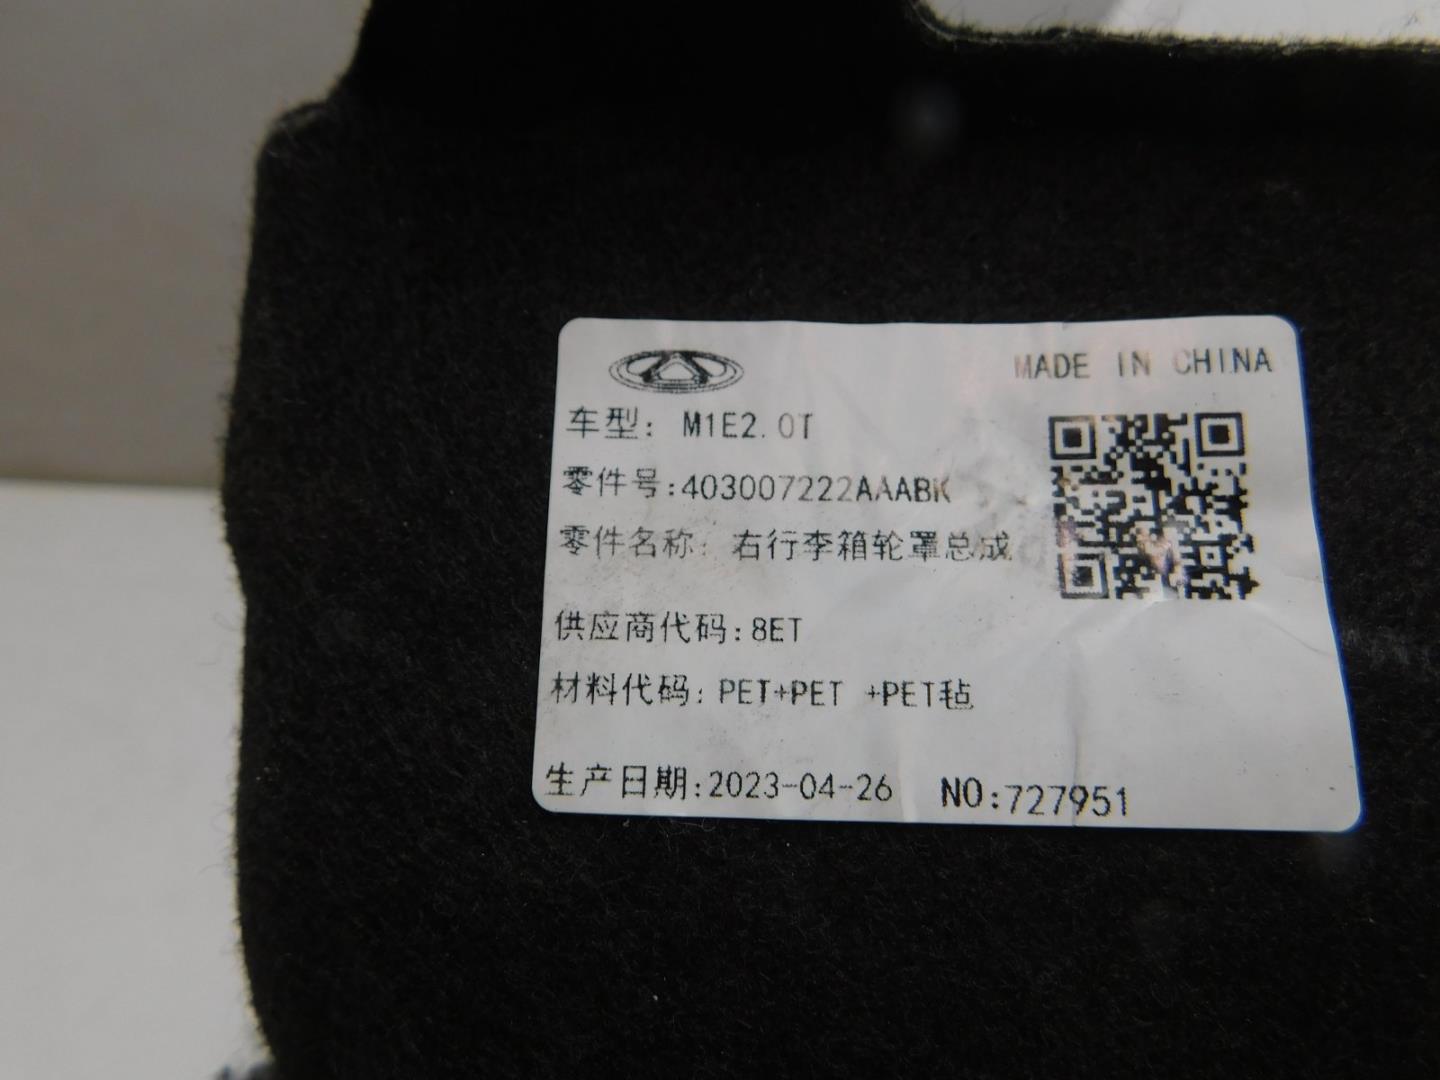 MADE IN CHINA
车型: M1E2.0T
零件号:403007222AAABK
零件名称: 右行李箱轮罩总成
供应商代码:8ET
材料代码: PET+PET +PET毡
生产日期:2023-04-26 NO:727951